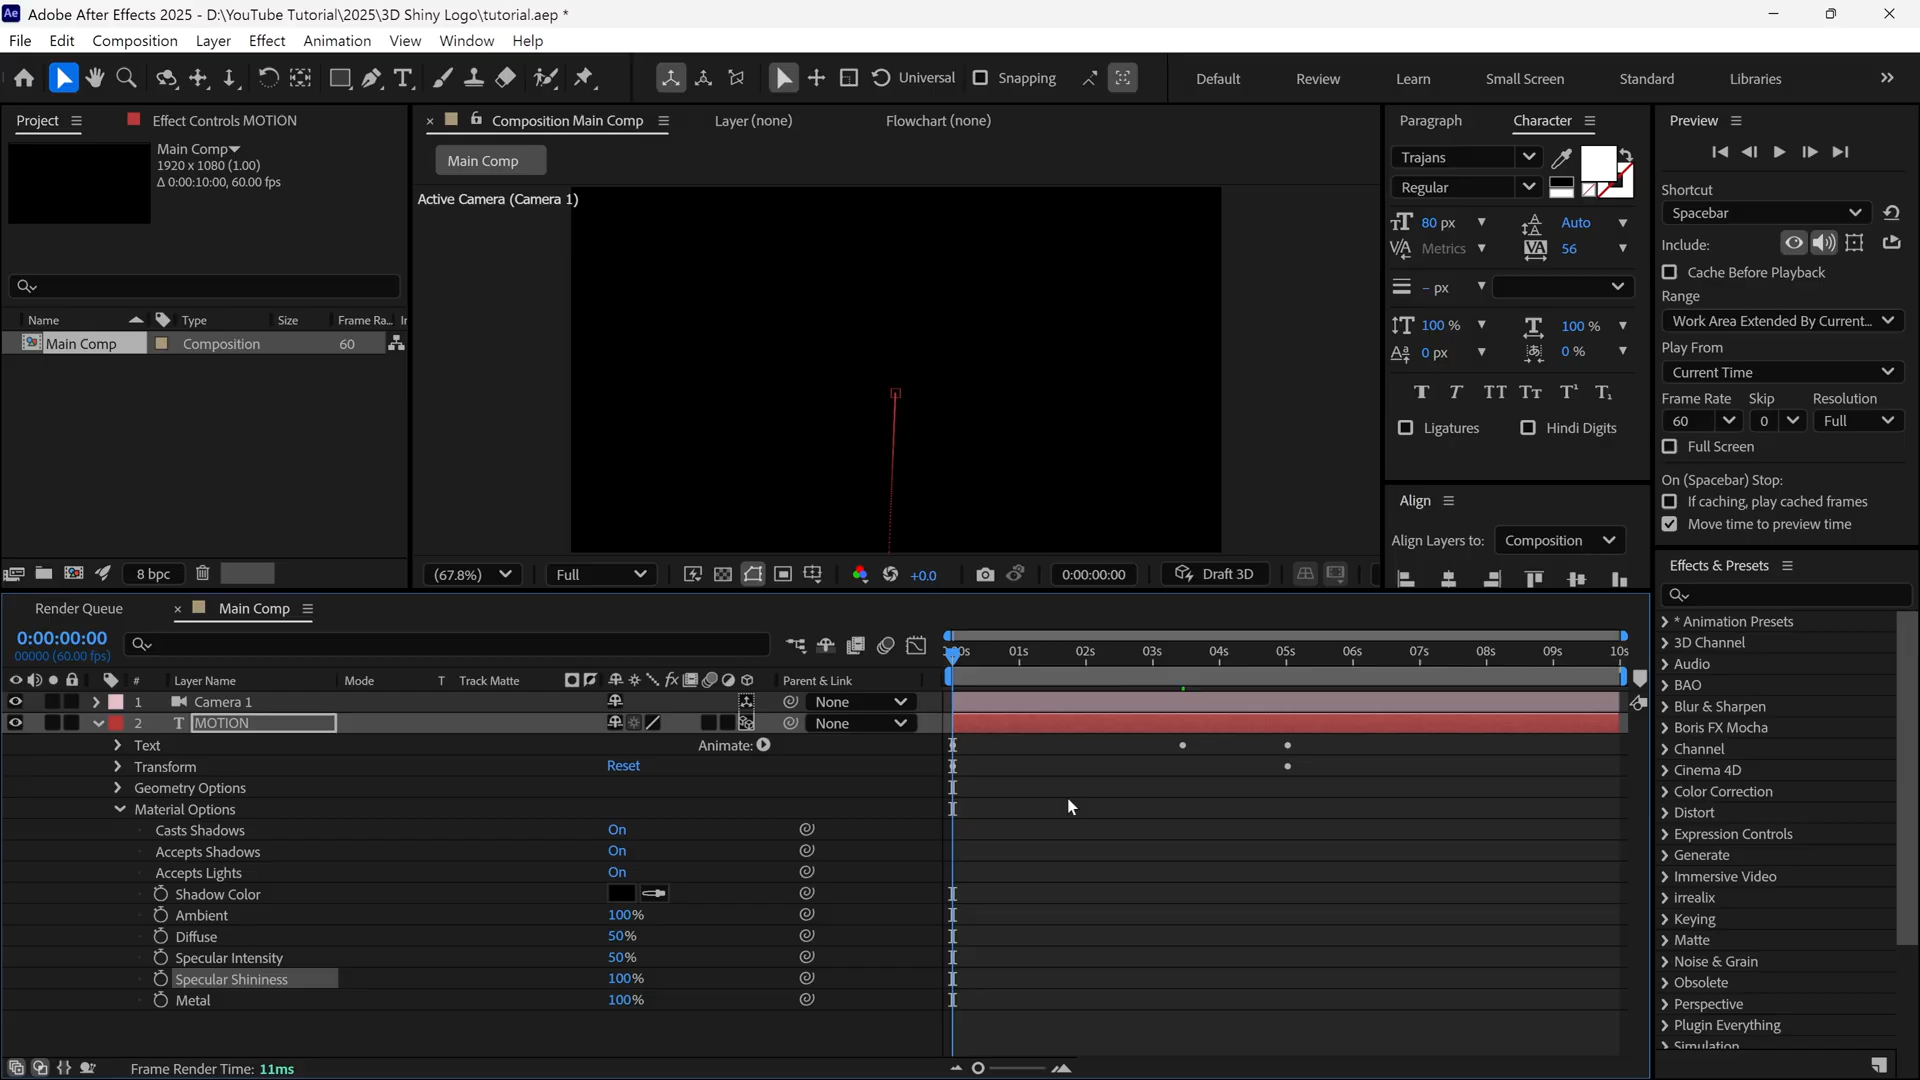 Ae Adobe After Effects 2025 - D:\YouTube Tutorial\2025\3D Shiny Logo\tutorial.aep *
File Edit Composition Layer Effect Animation View Window Help
Universal Snapping Default Review Learn Small Screen Standard Libraries
Project Effect Controls MOTION
Main Comp
1920 x 1080 (1.00)
Δ 0:00:10:00, 60.00 fps
Name Type Size Frame Ra...
Main Comp Composition 60
8 bpc
Composition Main Comp Layer (none) Flowchart (none)
Main Comp
Active Camera (Camera 1)
(67.8%) Full +0.0 0:00:00:00 Draft 3D
Paragraph Character
Trajans
Regular
80 px Auto
Metrics 56
– px
100 % 100 %
0 px 0 %
Ligatures Hindi Digits
Align
Align Layers to: Composition
Preview
Shortcut
Spacebar
Include:
Cache Before Playback
Range
Work Area Extended By Current...
Play From
Current Time
Frame Rate Skip Resolution
60 0 Full
Full Screen
On (Spacebar) Stop:
If caching, play cached frames
Move time to preview time
Effects & Presets
* Animation Presets
3D Channel
Audio
BAO
Blur & Sharpen
Boris FX Mocha
Channel
Cinema 4D
Color Correction
Distort
Expression Controls
Generate
Immersive Video
irrealix
Keying
Matte
Noise & Grain
Obsolete
Perspective
Plugin Everything
Simulation
Render Queue Main Comp
0:00:00:00
00000 (60.00 fps)
01s 02s 03s 04s 05s 06s 07s 08s 09s 10s
# Layer Name Mode T Track Matte Parent & Link
1 Camera 1 None
2 T MOTION None
Text Animate:
Transform Reset
Geometry Options
Material Options
Casts Shadows On
Accepts Shadows On
Accepts Lights On
Shadow Color
Ambient 100%
Diffuse 50%
Specular Intensity 50%
Specular Shininess 100%
Metal 100%
Frame Render Time: 11ms